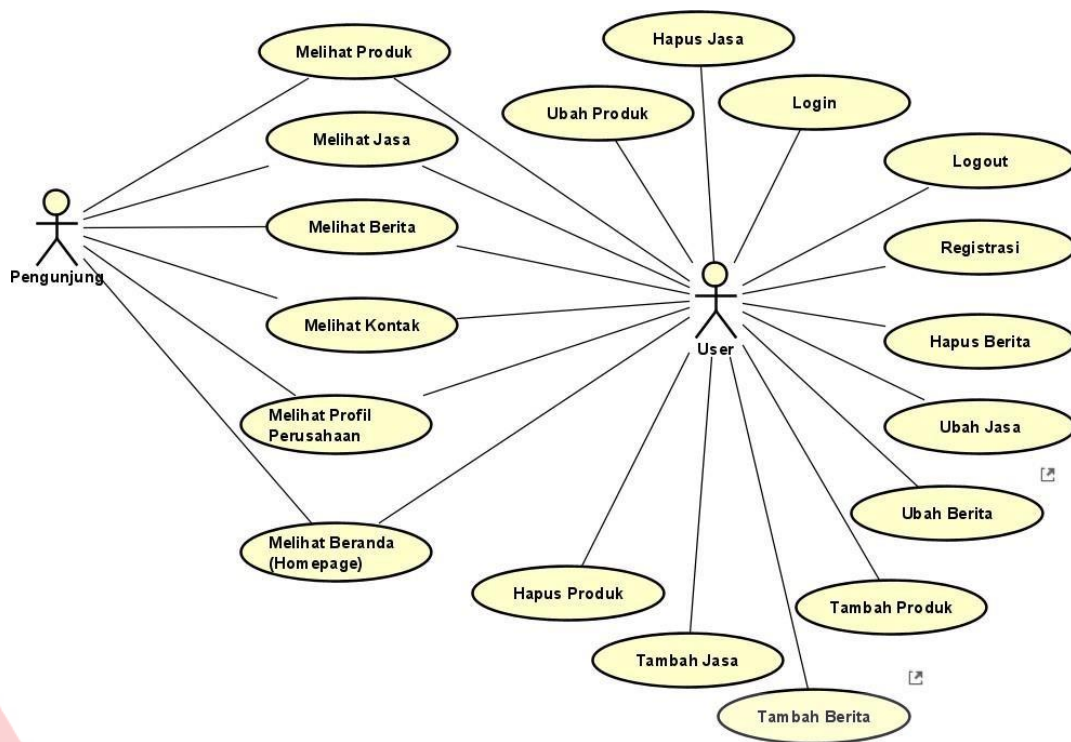 Melihat Produk
Hapus Jasa
Ubah Produk
Login
Melihat Jasa
Logout
Pengunjung
Melihat Berita
Registrasi
Melihat Kontak
User
Hapus Berita
Melihat Profil
Perusahaan
Ubah Jasa
Ubah Berita
Melihat Beranda
(Homepage)
Hapus Produk
Tambah Produk
Tambah Jasa
Tambah Berita